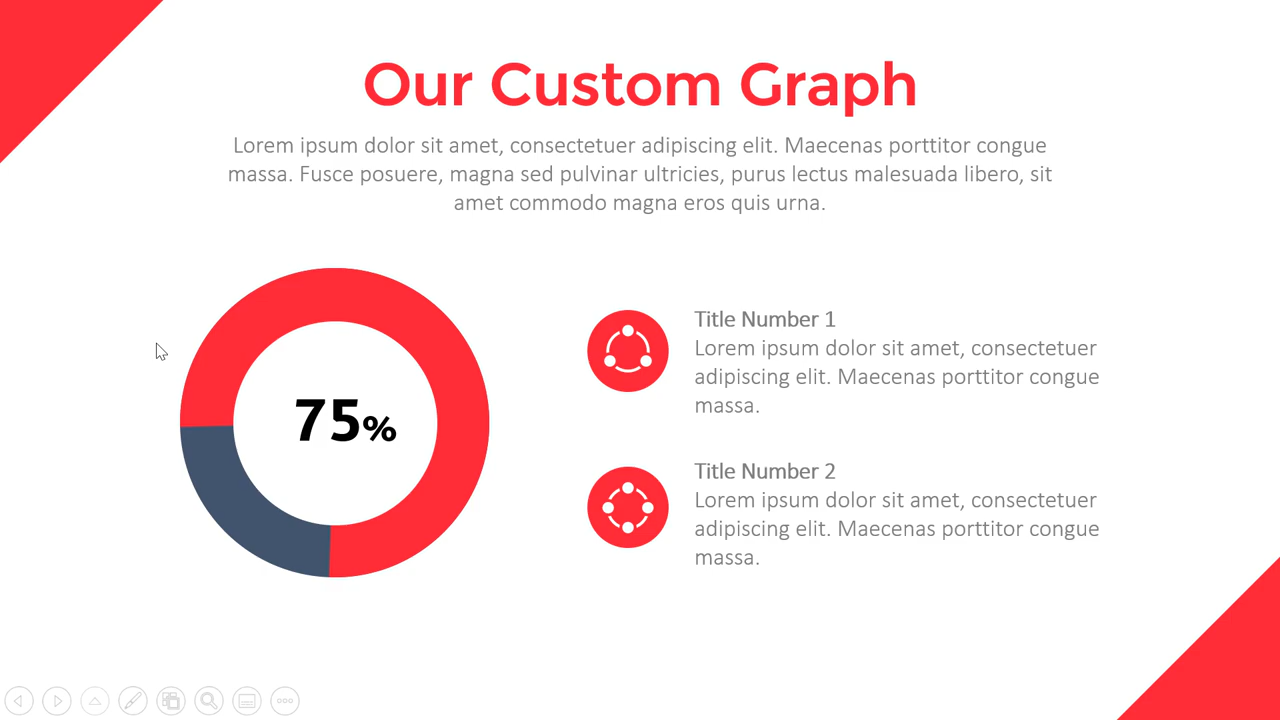 Our Custom Graph
Lorem ipsum dolor sit amet, consectetuer adipiscing elit. Maecenas porttitor congue
massa. Fusce posuere, magna sed pulvinar ultricies, purus lectus malesuada libero, sit
amet commodo magna eros quis urna.
75%
Title Number 1
Lorem ipsum dolor sit amet, consectetuer
adipiscing elit. Maecenas porttitor congue
massa.
Title Number 2
Lorem ipsum dolor sit amet, consectetuer
adipiscing elit. Maecenas porttitor congue
massa.